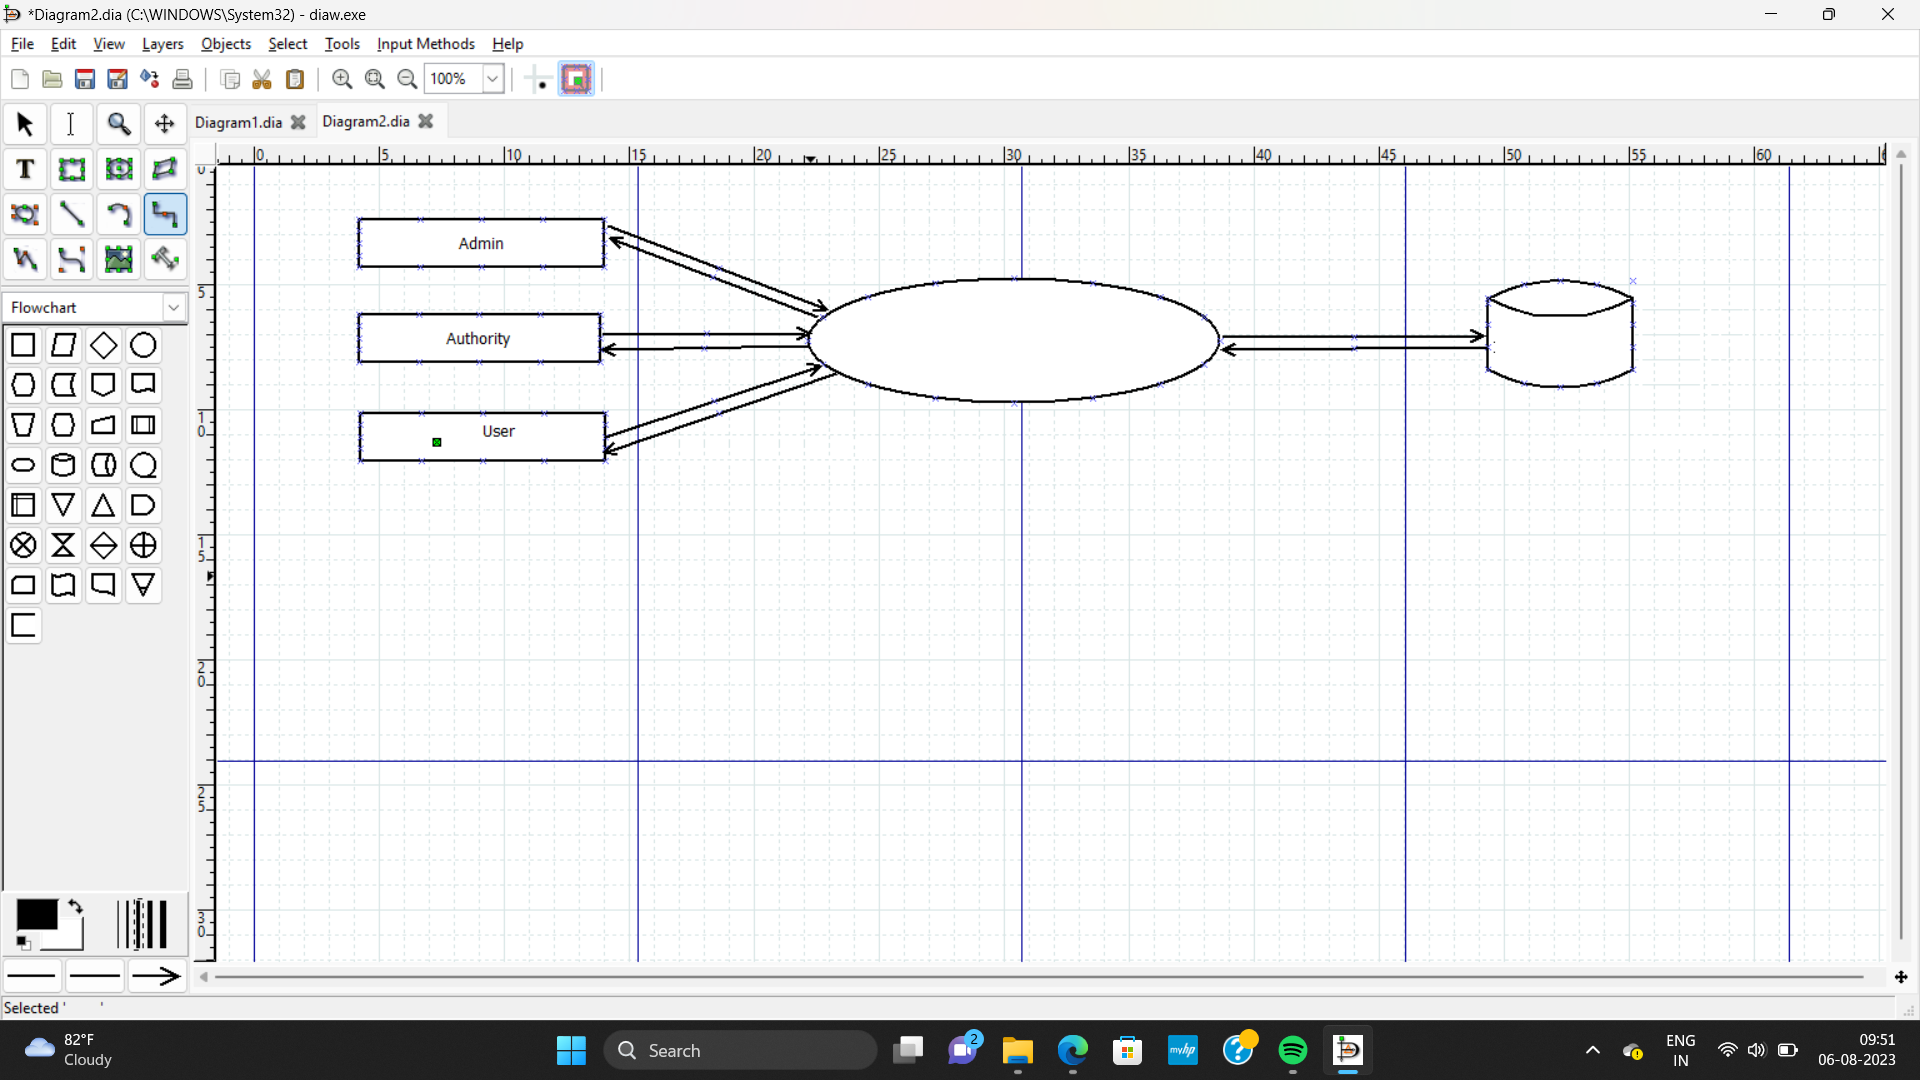 *Diagram2.dia (C:\WINDOWS\System32) - diaw.exe
File Edit View Layers Objects Select Tools Input Methods Help
100%
Diagram1.dia Diagram2.dia
T
0 5 10 15 20 25 30 35 40 45 50 55 60
0
5
10
15
20
25
30
Admin
Authority
User
Flowchart
Selected ' '
82°F
Cloudy
Search
2
myhp
?
ENG
IN
09:51
06-08-2023